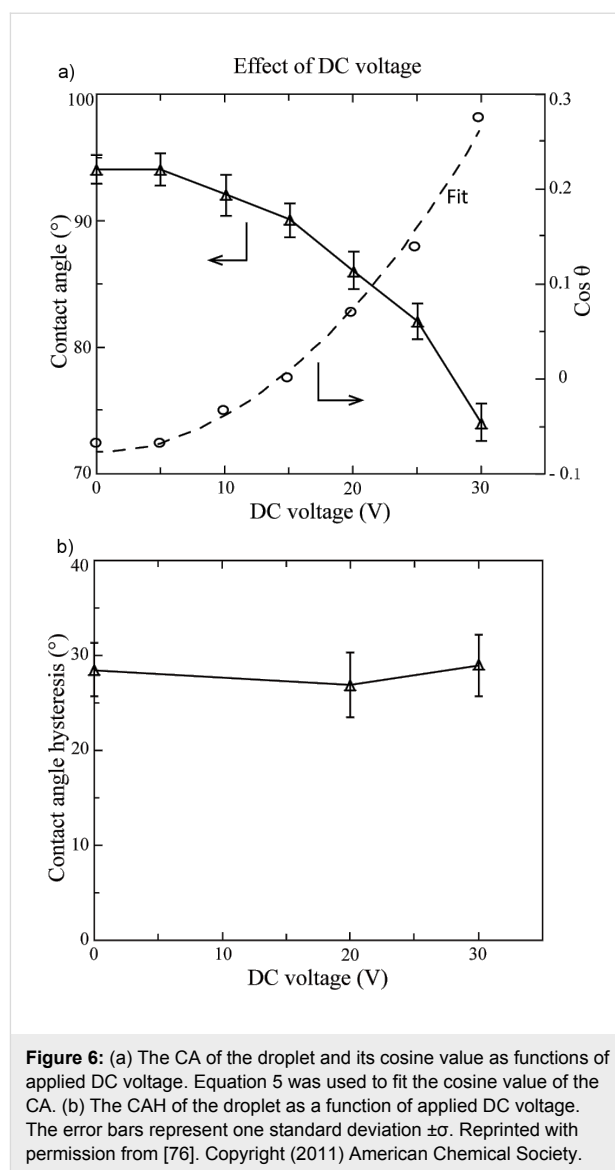 Effect of DC voltage
a)
100
90
80
70
Contact angle (°)
0.3
0.2
0.1
0
- 0.1
Cos θ
Fit
0 10 20 30
DC voltage (V)
b)
40
30
20
10
0
Contact angle hysteresis (°)
0 10 20 30
DC voltage (V)
Figure 6: (a) The CA of the droplet and its cosine value as functions of
applied DC voltage. Equation 5 was used to fit the cosine value of the
CA. (b) The CAH of the droplet as a function of applied DC voltage.
The error bars represent one standard deviation ±σ. Reprinted with
permission from [76]. Copyright (2011) American Chemical Society.